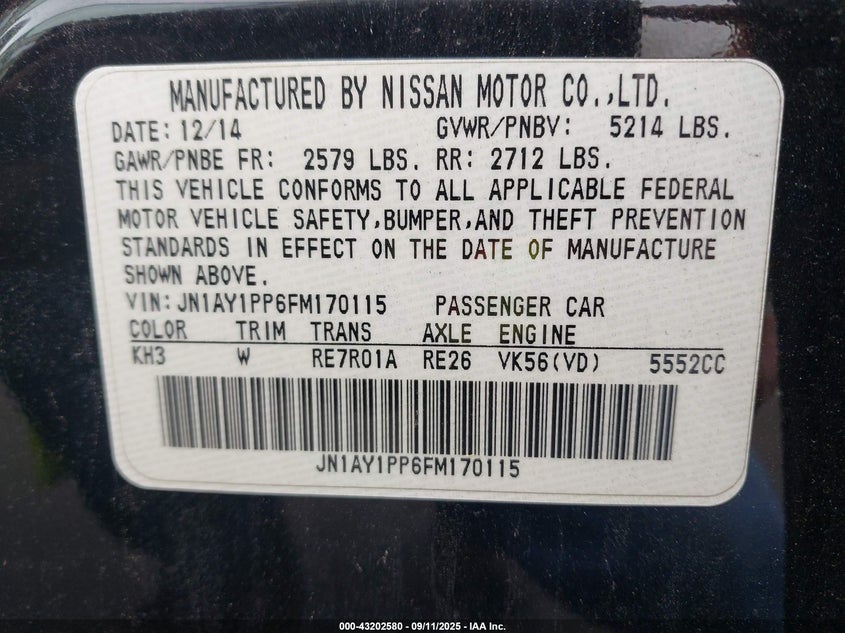 MANUFACTURED BY NISSAN MOTOR CO.,LTD.
DATE: 12/14 GVWR/PNBV: 5214 LBS.
GAWR/PNBE FR: 2579 LBS. RR: 2712 LBS.
THIS VEHICLE CONFORMS TO ALL APPLICABLE FEDERAL
MOTOR VEHICLE SAFETY,BUMPER,AND THEFT PREVENTION
STANDARDS IN EFFECT ON THE DATE OF MANUFACTURE
SHOWN ABOVE.
VIN: JN1AY1PP6FM170115 PASSENGER CAR
COLOR TRIM TRANS AXLE ENGINE
KH3 W RE7R01A RE26 VK56(VD) 5552CC
JN1AY1PP6FM170115
000-43202580 - 09/11/2025 - IAA Inc.